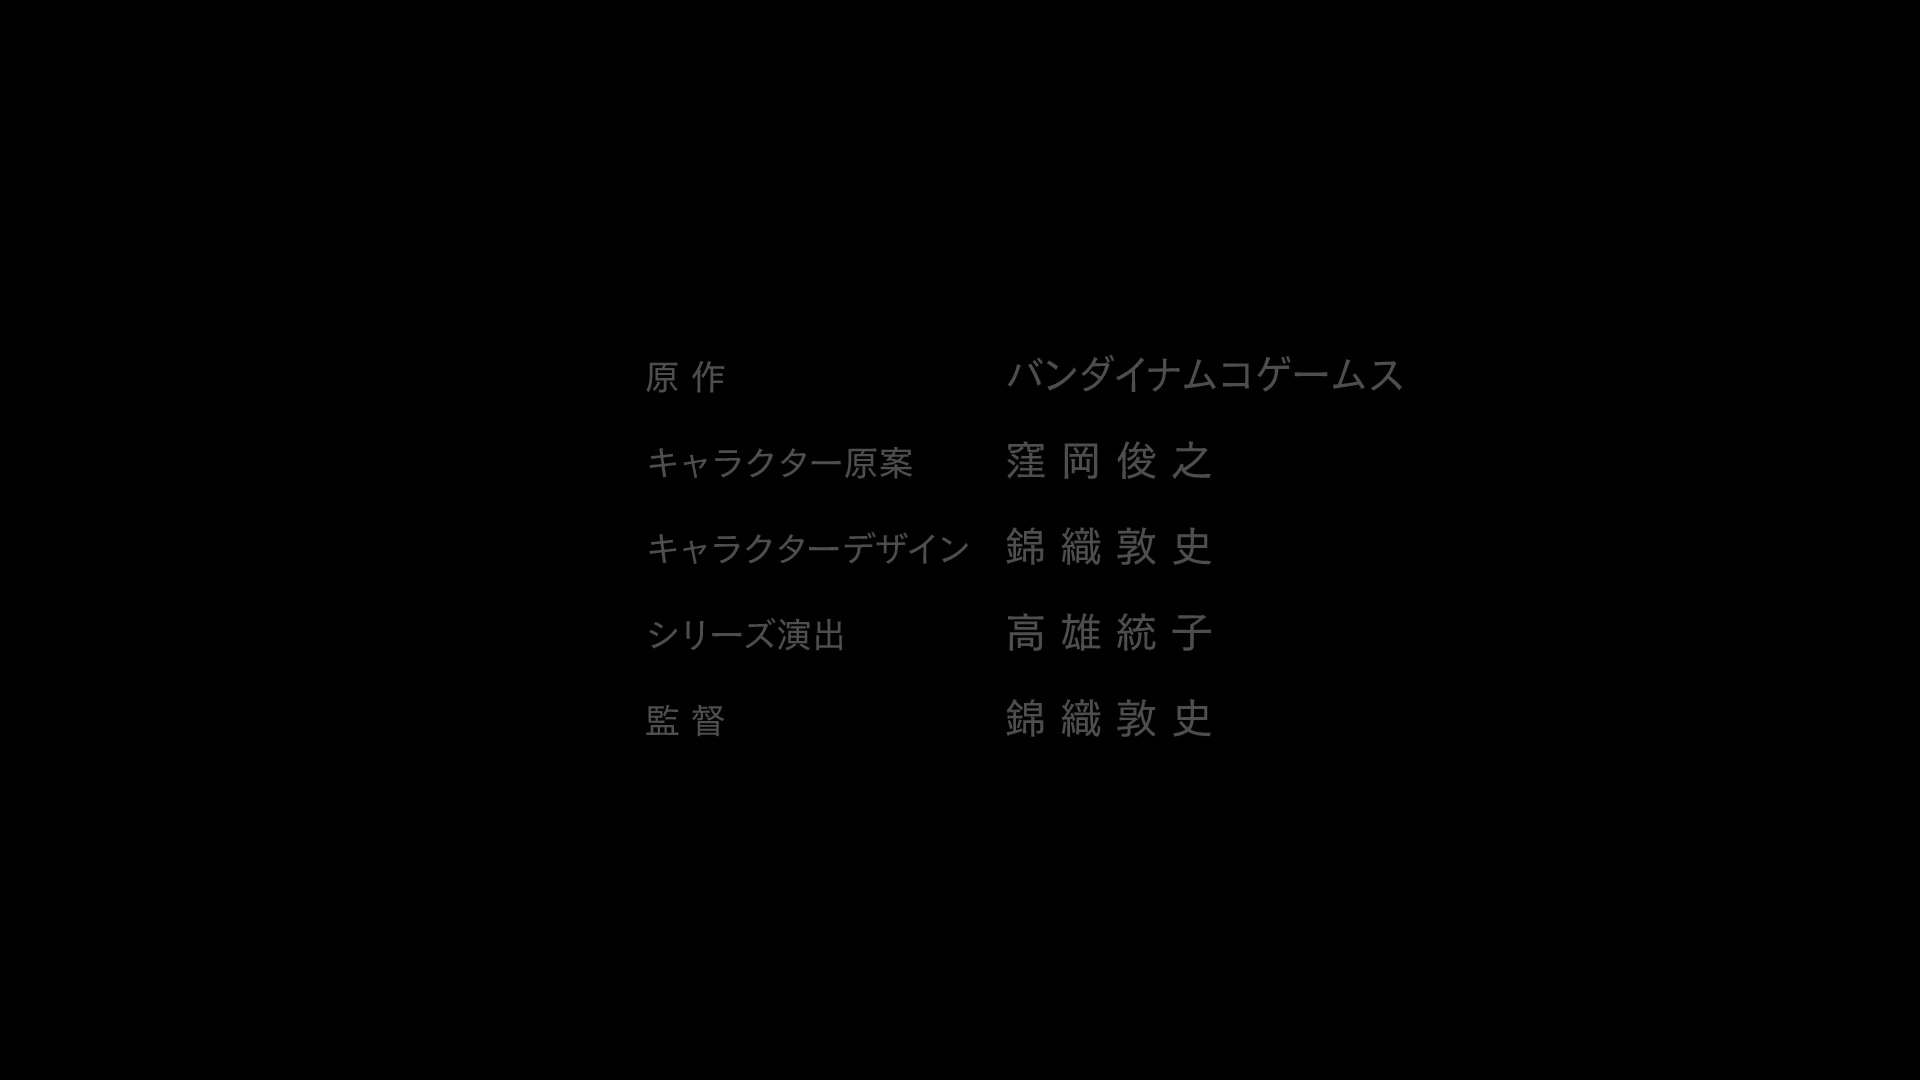 原作 バンダイナムコゲームス
キャラクター原案 窪岡俊之
キャラクターデザイン 錦織敦史
シリーズ演出 高雄統子
監督 錦織敦史